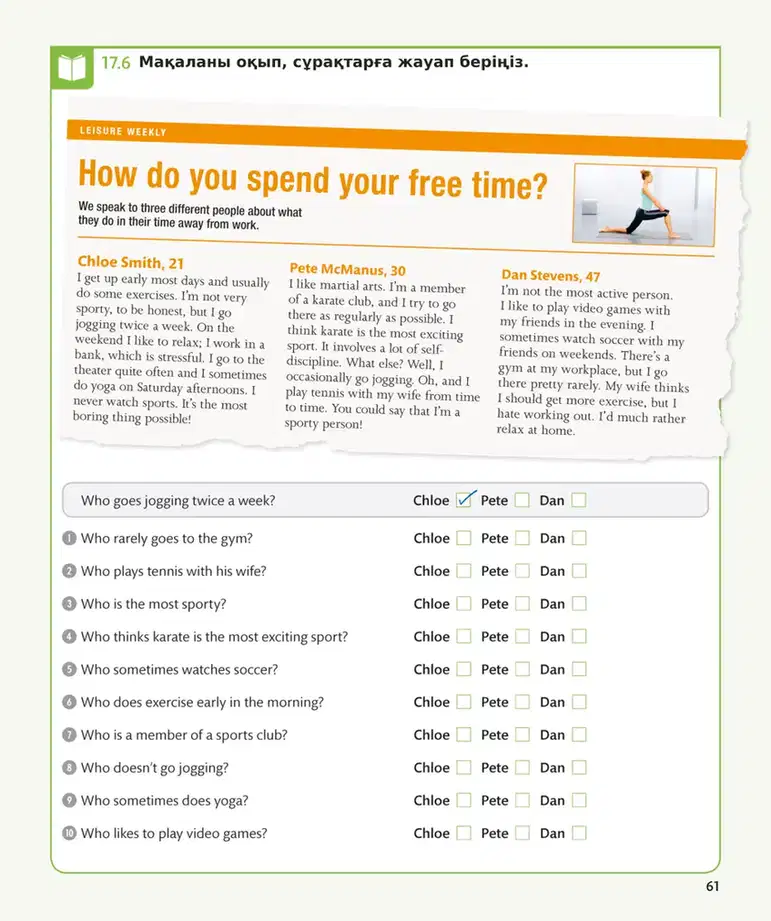 17.6 Мақаланы оқып, сұрақтарға жауап беріңіз.
LEISURE WEEKLY
How do you spend your free time?
We speak to three different people about what
they do in their time away from work.
Chloe Smith, 21
I get up early most days and usually
do some exercises. I'm not very
sporty, to be honest, but I go
jogging twice a week. On the
weekend I like to relax; I work in a
bank, which is stressful. I go to the
theater quite often and I sometimes
do yoga on Saturday afternoons. I
never watch sports. It's the most
boring thing possible!
Pete McManus, 30
I like martial arts. I'm a member
of a karate club, and I try to go
there as regularly as possible. I
think karate is the most exciting
sport. It involves a lot of self-
discipline. What else? Well, I
occasionally go jogging. Oh, and I
play tennis with my wife from time
to time. You could say that I'm a
sporty person!
Dan Stevens, 47
I'm not the most active person.
I like to play video games with
my friends in the evening. I
sometimes watch soccer with my
friends on weekends. There's a
gym at my workplace, but I go
there pretty rarely. My wife thinks
I should get more exercise, but I
hate working out. I'd much rather
relax at home.
Who goes jogging twice a week? Chloe Pete Dan
1 Who rarely goes to the gym? Chloe Pete Dan
2 Who plays tennis with his wife? Chloe Pete Dan
3 Who is the most sporty? Chloe Pete Dan
4 Who thinks karate is the most exciting sport? Chloe Pete Dan
5 Who sometimes watches soccer? Chloe Pete Dan
6 Who does exercise early in the morning? Chloe Pete Dan
7 Who is a member of a sports club? Chloe Pete Dan
8 Who doesn't go jogging? Chloe Pete Dan
9 Who sometimes does yoga? Chloe Pete Dan
10 Who likes to play video games? Chloe Pete Dan
61